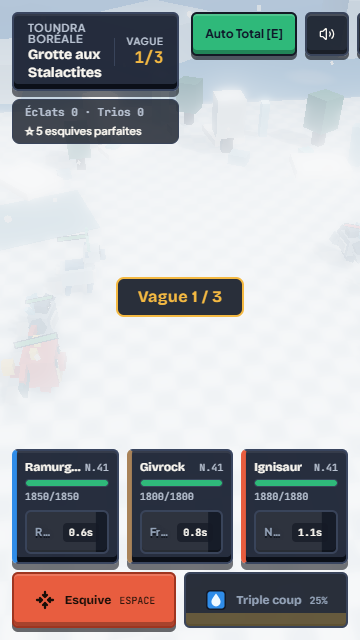 TOUNDRA
BORÉALE
Grotte aux
Stalactites
VAGUE
1/3
Auto Total [E]
Éclats 0 · Trios 0
☆ 5 esquives parfaites
Vague 1 / 3
Ramurg... N.41
1850/1850
R... 0.6s
Givrock N.41
1800/1800
Fr... 0.8s
Ignisaur N.41
1880/1880
N... 1.1s
Esquive ESPACE
Triple coup 25%